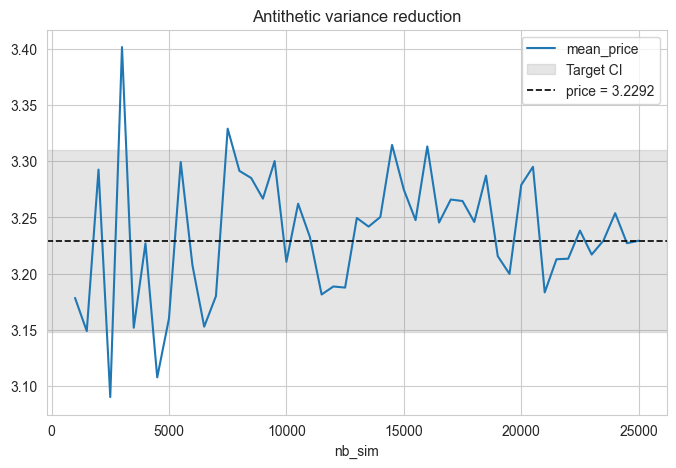 Antithetic variance reduction
mean_price
Target CI
price = 3.2292
3.40
3.35
3.30
3.25
3.20
3.15
3.10
0 5000 10000 15000 20000 25000
nb_sim